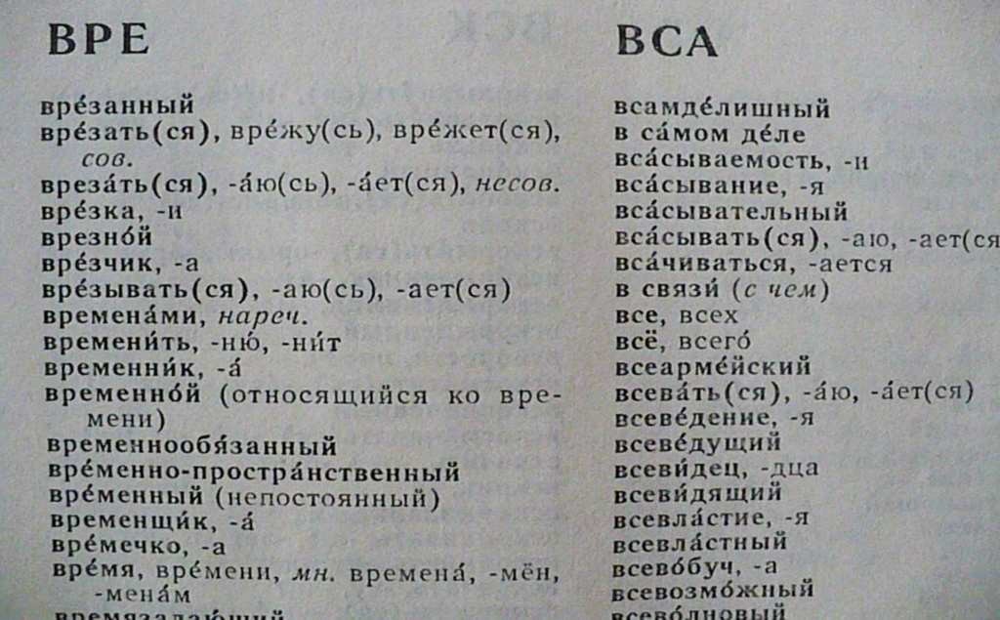 ВРЕ
вре́занный
вре́зать(ся), вре́жу(сь), вре́жет(ся),
сов.
вреза́ть(ся), -а́ю(сь), -а́ет(ся), несов.
вре́зка, -и
врезно́й
вре́зчик, -а
вре́зывать(ся), -аю(сь), -ает(ся)
времена́ми, нареч.
времени́ть, -ню́, -ни́т
временни́к, -а́
временно́й (относящийся ко вре-
мени)
временнообя́занный
вре́менно-простра́нственный
вре́менный (непостоянный)
временщи́к, -а́
вре́мечко, -а
вре́мя, вре́мени, мн. времена́, -мён,
-мена́м
времязадаю́щий
ВСА
всамде́лишный
в са́мом де́ле
вса́сываемость, -и
вса́сывание, -я
вса́сывательный
вса́сывать(ся), -аю, -ает(ся
вса́чиваться, -ается
в связи́ (с чем)
все, всех
всё, всего́
всеарме́йский
всева́ть(ся), -а́ю, -а́ет(ся)
всеве́дение, -я
всеве́дущий
всеви́дец, -дца
всеви́дящий
всевла́стие, -я
всевла́стный
всево́буч, -а
всевозмо́жный
всево́лновый